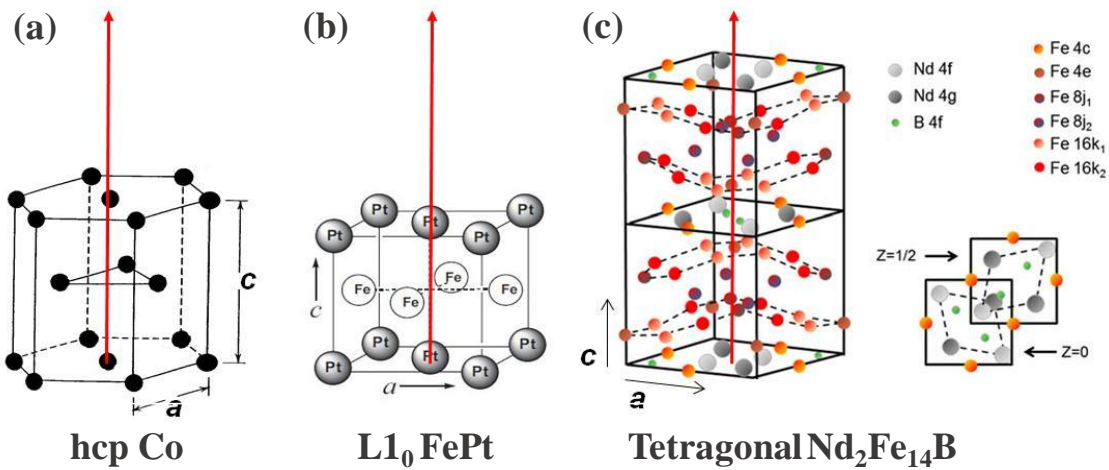 (a)
c
a
hcp Co
(b)
Pt Pt Pt
Pt Pt Pt
Fe Fe
Fe Fe
Pt Pt Pt
Pt Pt Pt
c
a
L1₀ FePt
(c)
c
a
Nd 4f
Nd 4g
B 4f
Fe 4c
Fe 4e
Fe 8j₁
Fe 8j₂
Fe 16k₁
Fe 16k₂
Z=1/2
Z=0
Tetragonal Nd₂Fe₁₄B